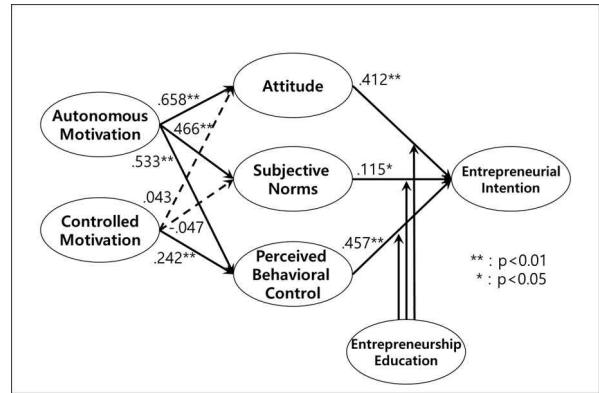 Attitude
.412**
.658**
Autonomous
Motivation
.466**
.533**
Subjective
Norms
.115*
Entrepreneurial
Intention
.043
Controlled
Motivation
-.047
.242**
Perceived
Behavioral
Control
.457**
** : p<0.01
* : p<0.05
Entrepreneurship
Education